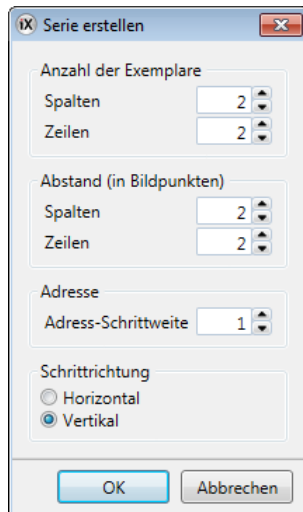 iX Serie erstellen
Anzahl der Exemplare
Spalten 2
Zeilen 2
Abstand (in Bildpunkten)
Spalten 2
Zeilen 2
Adresse
Adress-Schrittweite 1
Schrittrichtung
Horizontal
Vertikal
OK Abbrechen